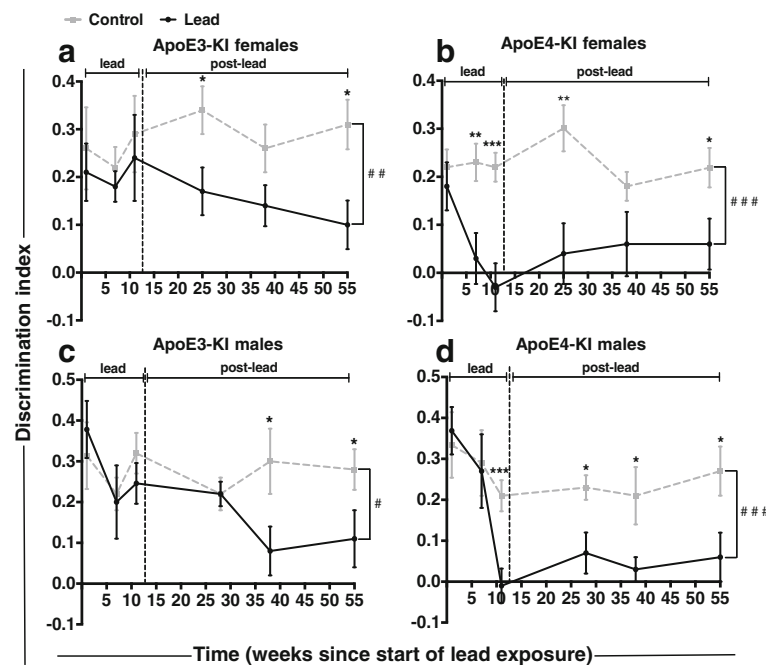 Control Lead
a ApoE3-KI females
lead post-lead
* *
0.4
0.3
0.2
0.1
0.0
-0.1
5 10 15 20 25 30 35 40 45 50 55
# #
b ApoE4-KI females
lead post-lead
** *** ** *
0.4
0.3
0.2
0.1
0.0
-0.1
5 10 15 20 25 30 35 40 45 50 55
# # #
c ApoE3-KI males
lead post-lead
* *
0.5
0.4
0.3
0.2
0.1
0.0
-0.1
5 10 15 20 25 30 35 40 45 50 55
#
d ApoE4-KI males
lead post-lead
*** * * *
0.5
0.4
0.3
0.2
0.1
0.0
-0.1
5 10 15 20 25 30 35 40 45 50 55
# # #
Discrimination index
Time (weeks since start of lead exposure)